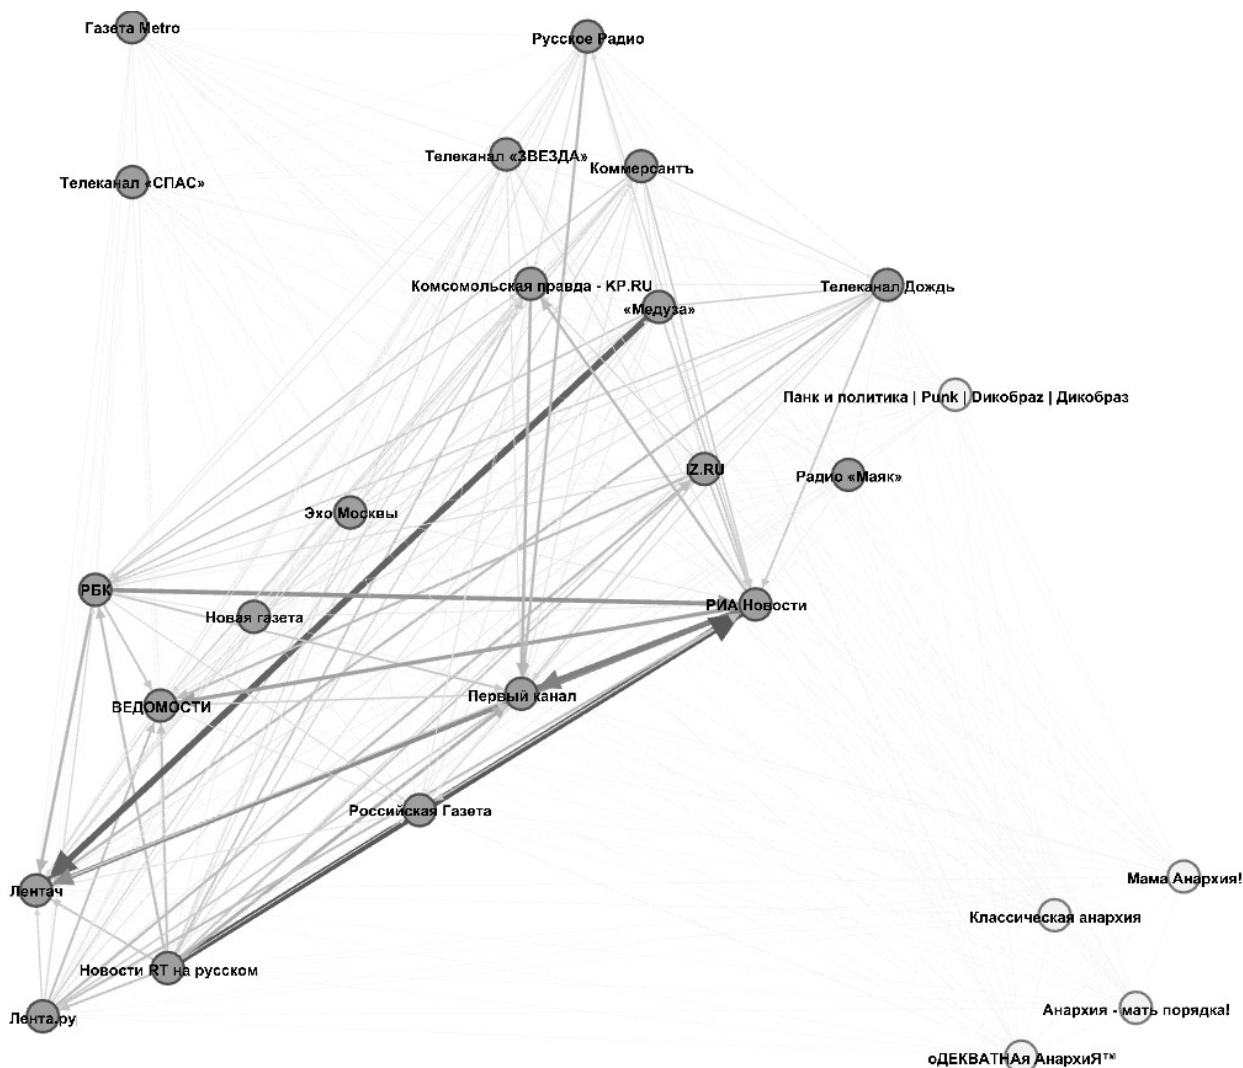 Газета Metro
Русское Радио
Телеканал «ЗВЕЗДА»
Коммерсантъ
Телеканал «СПАС»
Комсомольская правда - KP.RU
Телеканал Дождь
«Медуза»
Панк и политика | Punk | Dикобраz | Дикобраз
IZ.RU
Радио «Маяк»
Эхо Москвы
РБК
РИА Новости
Новая газета
Первый канал
ВЕДОМОСТИ
Российская Газета
Мама Анархия!
Лентач
Классическая анархия
Новости RT на русском
Анархия - мать порядка!
Лента.ру
оДЕКВАТНАя АнархиЯ™